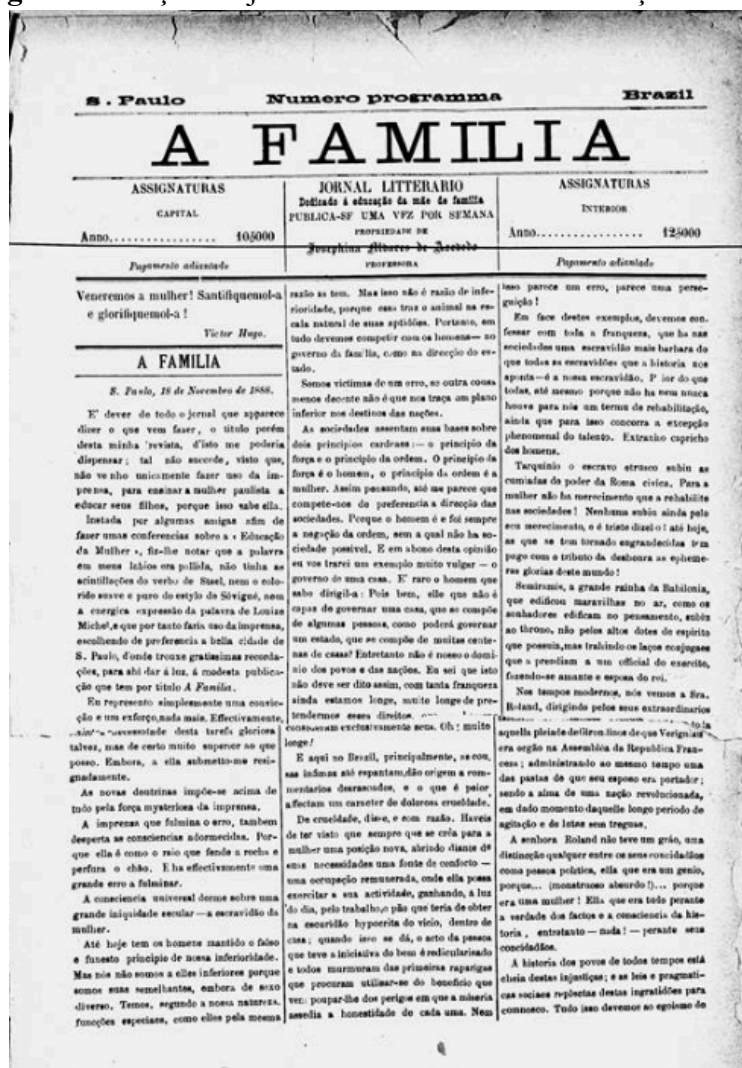 S. Paulo Numero programma Brazil
A FAMILIA
ASSIGNATURAS
CAPITAL
Anno................ 10$000
Pagamento adiantado
JORNAL LITTERARIO
Dedicado á educação da mãe de familia
PUBLICA-SE UMA VEZ POR SEMANA
PROPRIEDADE DE
Josephina Alvares de Azevedo
PROFESSORA
ASSIGNATURAS
INTERIOR
Anno................ 12$000
Pagamento adiantado
Veneremos a mulher! Santifiquemol-a
e glorifiquemol-a!
Victor Hugo.
A FAMILIA
S. Paulo, 18 de Novembro de 1888.
E' dever de todo o jornal que apparece
dizer o que vem fazer, o titulo porém
desta minha revista, d'isto me poderia
dispensar; tal não succede, visto que,
não venho unicamente fazer uso da im-
prensa, para ensinar a mulher paulista a
educar seus filhos, porque isso sabe ella.
Instada por algumas amigas afim de
fazer umas conferencias sobre a « Educação
da Mulher », fiz-lhe notar que a palavra
em meus labios era pallida, não tinha as
scintillações do verbo de Stael, nem o colo-
rido suave e puro do estylo de Sévigné, nem
a energica expressão da palavra de Louize
Michel, e que por tanto faria uso da imprensa,
escolhendo de preferencia a bella cidade de
S. Paulo, d'onde trouxe gratissimas recorda-
ções, para ahi dar á luz, á modesta publica-
ção que tem por titulo A Familia.
Eu represento simplesmente uma convic-
ção e um exforço, nada mais. Effectivamente,
necessidade desta tarefa gloriosa
talvez, mas de certo muito superior ao que
posso. Embora, a ella submetto-me resi-
gnadamente.
As novas doutrinas impõe-se acima de
tudo pela força mysteriosa da imprensa.
A imprensa que fulmina o erro, tambem
desperta as consciencias adormecidas. Por-
que ella é como o raio que fende a rocha e
perfura o chão. E ha effectivamente um
grande erro a fulminar.
A consciencia universal dorme sobre uma
grande iniquidade secular — a escravidão da
mulher.
Até hoje tem os homens mantido o falso
e funesto principio de nossa inferioridade.
Mas nós não somos a elles inferiores porque
somos suas semelhantes, embora de sexo
diverso. Temos, segundo a nossa natureza,
funcções especiaes, como elles pela mesma
razão as tem. Mas isso não é razão de infe-
rioridade, porque essa traz o animal na es-
cala natural de suas aptidões. Portanto, em
tudo devemos competir com os homens — no
governo da familia, como na direcção do es-
tado.
Somos victimas de um erro, se outra cousa
menos decente não é que nos traça um plano
inferior nos destinos das nações.
As sociedades assentam suas bases sobre
dois principios cardeaes: — o principio da
força e o principio da ordem. O principio da
força é o homem, o principio da ordem é a
mulher. Assim pensando, até me parece que
compete-nos de preferencia a direcção das
sociedades. Porque o homem é e foi sempre
a negação da ordem, sem a qual não ha so-
ciedade possivel. E em abono desta opinião
eu vos trarei um exemplo muito vulgar — o
governo de uma casa. E' raro o homem que
sabe dirigil-a: Pois bem, elle que não é
capaz de governar uma casa, que se compõe
de algumas pessoas, como poderá governar
um estado, que se compõe de muitas cente-
nas de casas? Entretanto não é nosso o domi-
nio dos povos e das nações. Eu sei que isto
não deve ser dito assim, com tanta franqueza
ainda estamos longe, muito longe de pre-
tendermos esses direitos,
consideram exclusivamente seus. Oh! muito
longe!
E aqui no Brazil, principalmente, as cou-
sas infimas até espantam, dão origem a com-
mentarios desrasoados, e o que é peior
affectam um caracter de dolorosa crueldade.
De crueldade, disse, e com razão. Haveis
de ter visto que sempre que se crêa para a
mulher uma posição nova, abrindo diante de
suas necessidades uma fonte de conforto —
uma occupação remunerada, onde ella possa
exercitar a sua actividade, ganhando, á luz
do dia, pelo trabalho, o pão que teria de obter
na escuridão hypocrita do vicio, dentro de
casa; quando isso se dá, o acto da pessoa
que teve a iniciativa do bem é redicularisado
e todos murmuram das primeiras raparigas
que procuram utilisar-se do beneficio que
vem poupar-lhe dos perigos em que a miseria
assedia a honestidade de cada uma. Nem
isso parece um erro, parece uma perse-
guição!
Em face destes exemplos, devemos con-
fessar com toda a franqueza, que ha nas
sociedades uma escravidão mais barbara do
que todas as escravidões que a historia nos
aponta — é a nossa escravidão. Pior do que
todas, até mesmo porque não ha nem nunca
houve para nós um termo de rehabilitação,
ainda que para isso concorra a excepção
phenomenal do talento. Extranho capricho
dos homens.
Tarquinio o escravo etrusco subiu as
cumiadas do poder da Roma civica. Para a
mulher não ha merecimento que a rehabilite
nas sociedades! Nenhuma subiu ainda pelo
seu merecimento, e é triste dizel o! até hoje,
as que se tem tornado engrandecidas tem
pago com o tributo da deshonra as epheme-
ras glorias deste mundo!
Semiramis, a grande rainha da Babilonia,
que edificou maravilhas no ar, como os
sonhadores edificam no pensamento, subiu
ao throno, não pelos altos dotes de espirito
que possuia, mas trahindo os laços conjugaes
que a prendiam a um official do exercito,
fazendo-se amante e esposa do rei.
Nos tempos modernos, nós vemos a Sra.
Roland, dirigindo pelos seus extraordinarios
toda
aquella pleiade de Girondinos de que Verigniau
era orgão na Assembléa da Republica Fran-
ceza; administrando ao mesmo tempo uma
das pastas de que seu esposo era portador;
sendo a alma de uma nação revolucionada,
em dado momento daquelle longo periodo de
agitação e de lutas sem treguas.
A senhora Roland não teve um gráo, uma
distincção qualquer entre os seus concidadãos
como pessoa politica, ella que era um genio,
porque... (monstruoso absurdo!)... porque
era uma mulher! Ella que era tudo perante
a verdade dos factos e a consciencia da his-
toria, entretanto — nada! — perante seus
concidadãos.
A historia dos povos de todos tempos está
cheia destas injustiças; e as leis e pragmati-
cas sociaes repletas destas ingratidões para
comnosco. Tudo isso devemos ao egoismo de